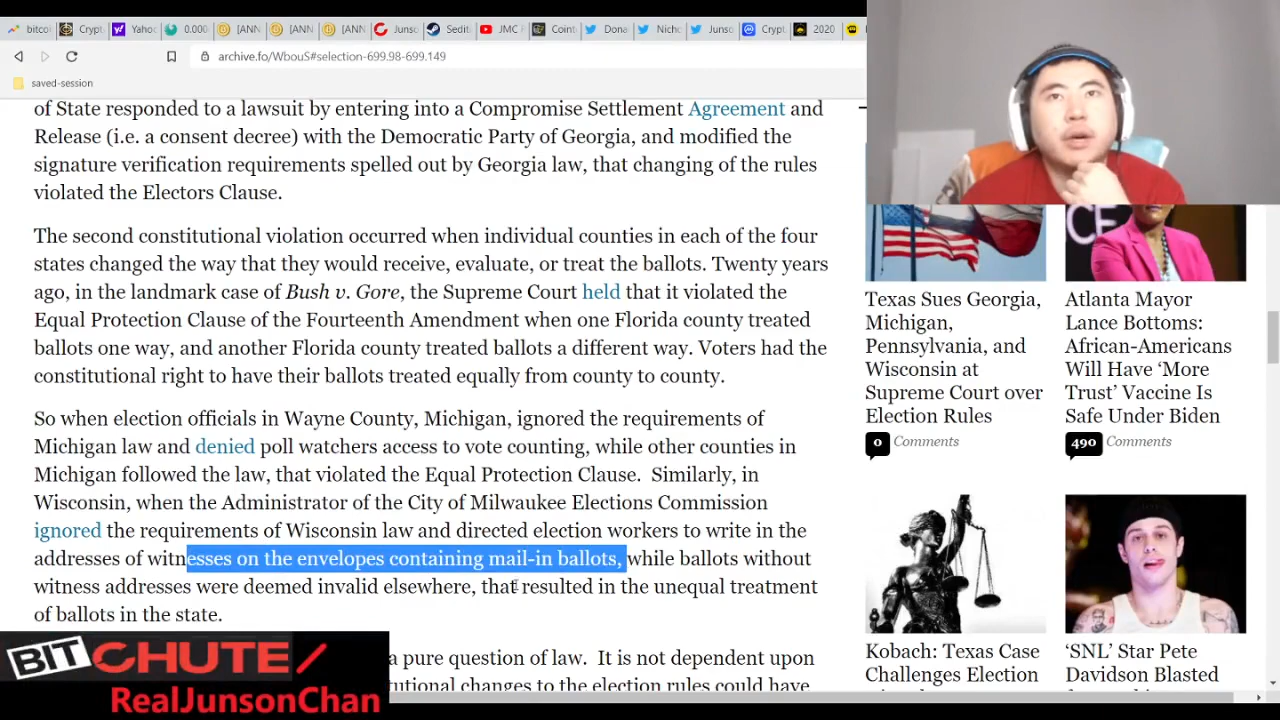 bitco
Crypt
Yaho
0.000
[ANN
[ANN
[ANN
Junso
Sedit
JMC
Coint
Dona
Nich
Junso
Crypt
2020
archive.fo/WbouS#selection-699.98-699.149
saved-session
of State responded to a lawsuit by entering into a Compromise Settlement Agreement and
Release (i.e. a consent decree) with the Democratic Party of Georgia, and modified the
signature verification requirements spelled out by Georgia law, that changing of the rules
violated the Electors Clause.
The second constitutional violation occurred when individual counties in each of the four
states changed the way that they would receive, evaluate, or treat the ballots. Twenty years
ago, in the landmark case of Bush v. Gore, the Supreme Court held that it violated the
Equal Protection Clause of the Fourteenth Amendment when one Florida county treated
ballots one way, and another Florida county treated ballots a different way. Voters had the
constitutional right to have their ballots treated equally from county to county.
So when election officials in Wayne County, Michigan, ignored the requirements of
Michigan law and denied poll watchers access to vote counting, while other counties in
Michigan followed the law, that violated the Equal Protection Clause. Similarly, in
Wisconsin, when the Administrator of the City of Milwaukee Elections Commission
ignored the requirements of Wisconsin law and directed election workers to write in the
addresses of witnesses on the envelopes containing mail-in ballots, while ballots without
witness addresses were deemed invalid elsewhere, that resulted in the unequal treatment
of ballots in the state.
a pure question of law. It is not dependent upon
changes to the election rules could have
Texas Sues Georgia,
Michigan,
Pennsylvania, and
Wisconsin at
Supreme Court over
Election Rules
0 Comments
Atlanta Mayor
Lance Bottoms:
African-Americans
Will Have ‘More
Trust’ Vaccine Is
Safe Under Biden
490 Comments
Kobach: Texas Case
Challenges Election
‘SNL’ Star Pete
Davidson Blasted
BITCHUTE/
RealJunsonChan